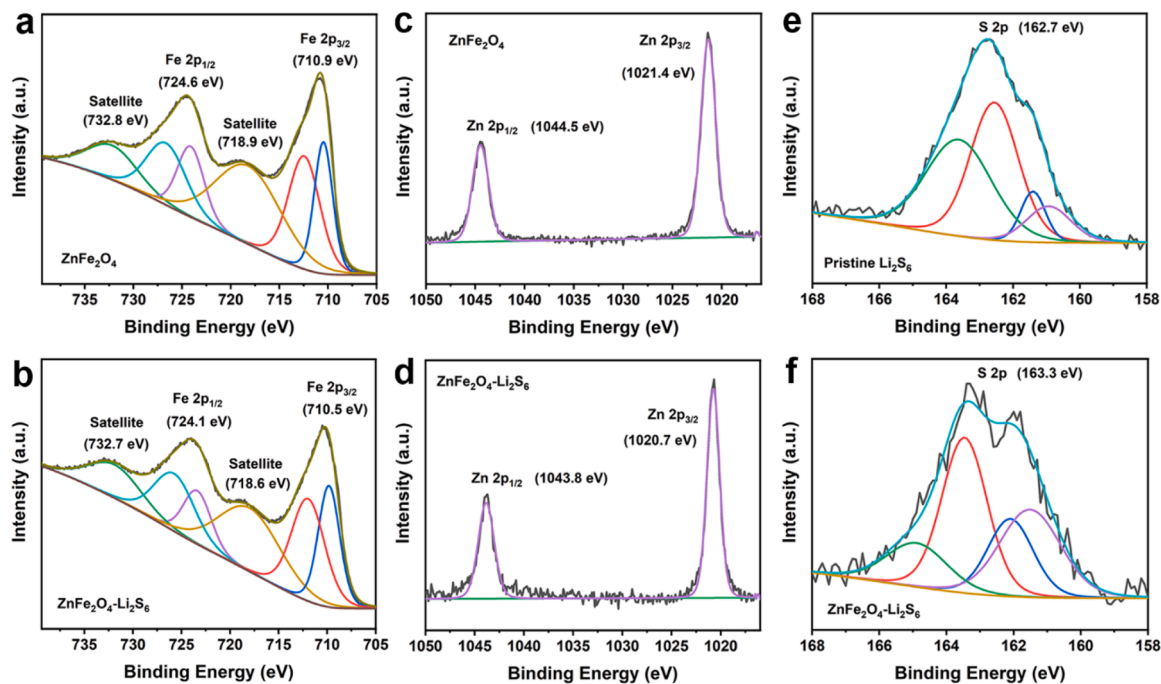 a
Fe 2p3/2
(710.9 eV)
Fe 2p1/2
(724.6 eV)
Satellite
(732.8 eV)
Satellite
(718.9 eV)
ZnFe2O4
Intensity (a.u.)
735 730 725 720 715 710 705
Binding Energy (eV)
c
ZnFe2O4
Zn 2p3/2
(1021.4 eV)
Zn 2p1/2 (1044.5 eV)
Intensity (a.u.)
1050 1045 1040 1035 1030 1025 1020
Binding Energy (eV)
e
S 2p (162.7 eV)
Pristine Li2S6
Intensity (a.u.)
168 166 164 162 160 158
Binding Energy (eV)
b
Fe 2p3/2
(710.5 eV)
Fe 2p1/2
(724.1 eV)
Satellite
(732.7 eV)
Satellite
(718.6 eV)
ZnFe2O4-Li2S6
Intensity (a.u.)
735 730 725 720 715 710 705
Binding Energy (eV)
d
ZnFe2O4-Li2S6
Zn 2p3/2
(1020.7 eV)
Zn 2p1/2 (1043.8 eV)
Intensity (a.u.)
1050 1045 1040 1035 1030 1025 1020
Binding Energy (eV)
f
S 2p (163.3 eV)
ZnFe2O4-Li2S6
Intensity (a.u.)
168 166 164 162 160 158
Binding Energy (eV)